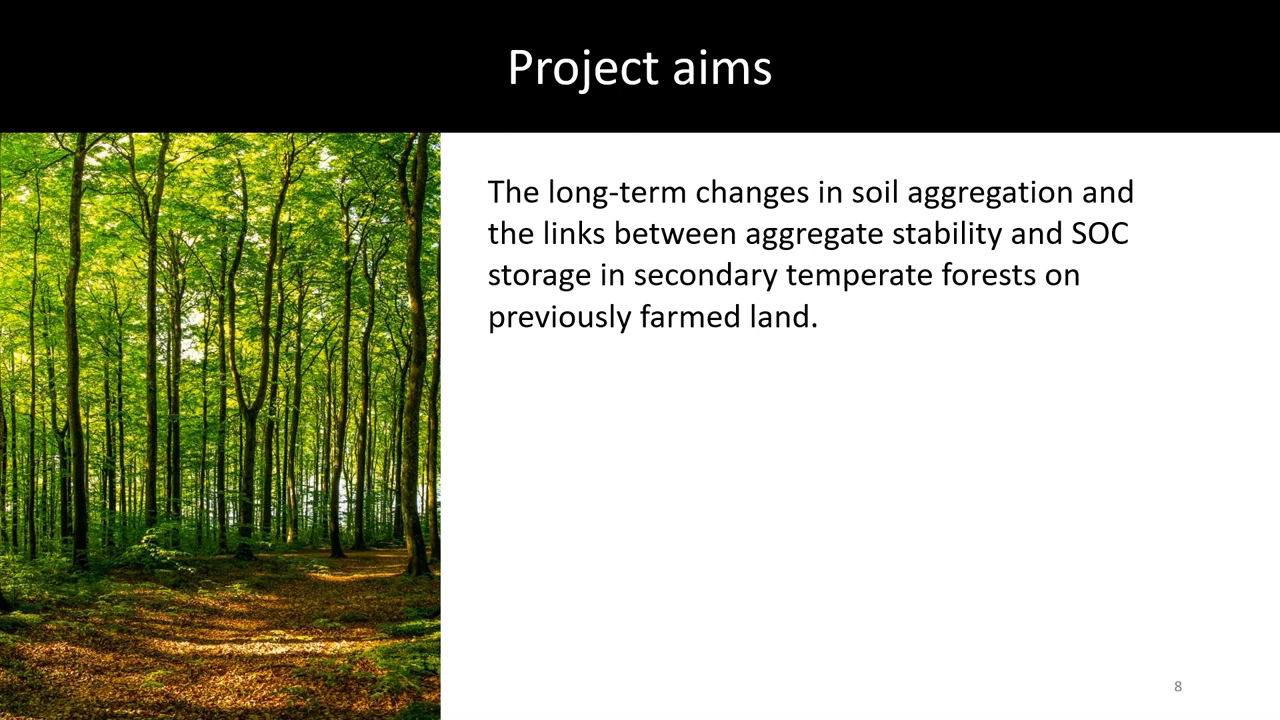 Project aims
The long-term changes in soil aggregation and
the links between aggregate stability and SOC
storage in secondary temperate forests on
previously farmed land.
8